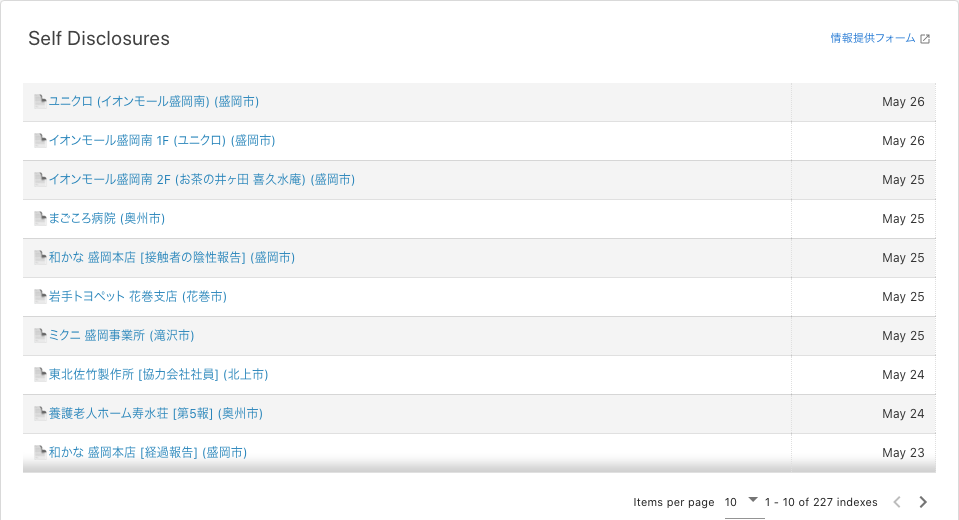 Self Disclosures
情報提供フォーム
ユニクロ (イオンモール盛岡南) (盛岡市) May 26
イオンモール盛岡南 1F (ユニクロ) (盛岡市) May 26
イオンモール盛岡南 2F (お茶の井ヶ田 喜久水庵) (盛岡市) May 25
まごころ病院 (奥州市) May 25
和かな 盛岡本店 [接触者の陰性報告] (盛岡市) May 25
岩手トヨペット 花巻支店 (花巻市) May 25
ミクニ 盛岡事業所 (滝沢市) May 25
東北佐竹製作所 [協力会社社員] (北上市) May 24
養護老人ホーム寿水荘 [第5報] (奥州市) May 24
和かな 盛岡本店 [経過報告] (盛岡市) May 23
Items per page 10 1 - 10 of 227 indexes